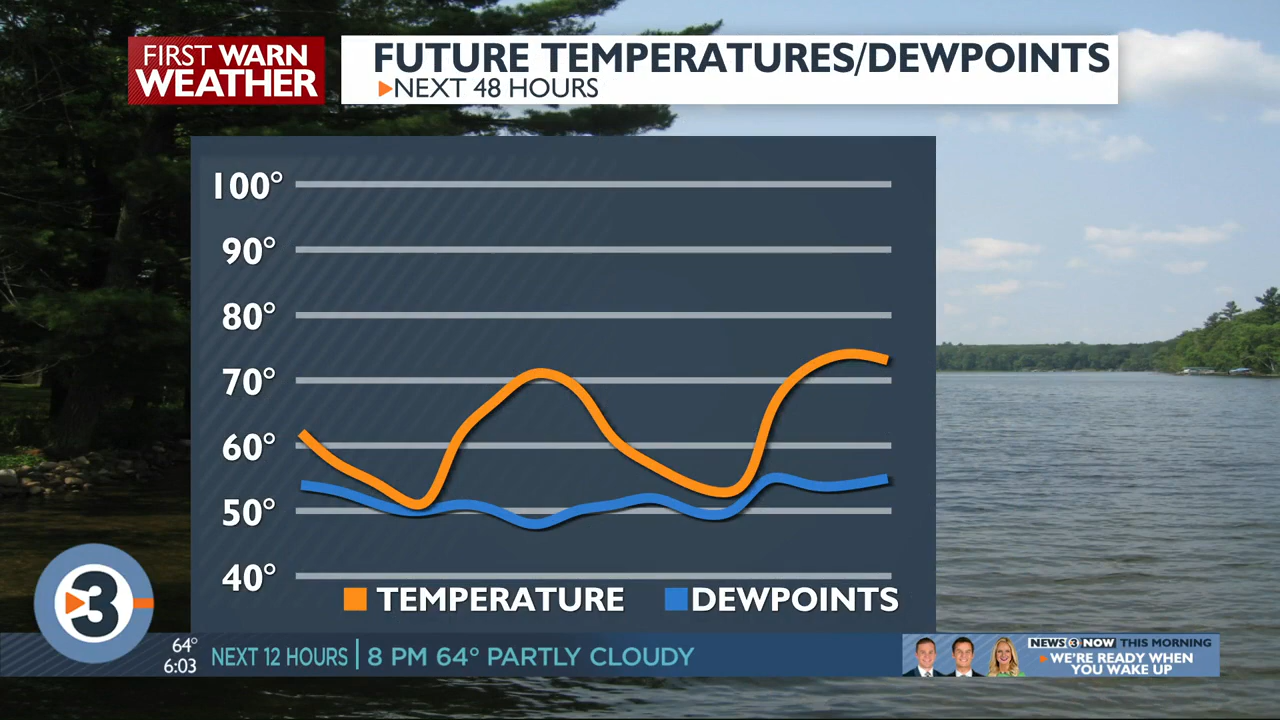 FIRST WARN
WEATHER
FUTURE TEMPERATURES/DEWPOINTS
NEXT 48 HOURS
100°
90°
80°
70°
60°
50°
40°
TEMPERATURE
DEWPOINTS
3
64°
6:03
NEXT 12 HOURS
8 PM 64° PARTLY CLOUDY
NEWS 3 NOW THIS MORNING
WE'RE READY WHEN
YOU WAKE UP